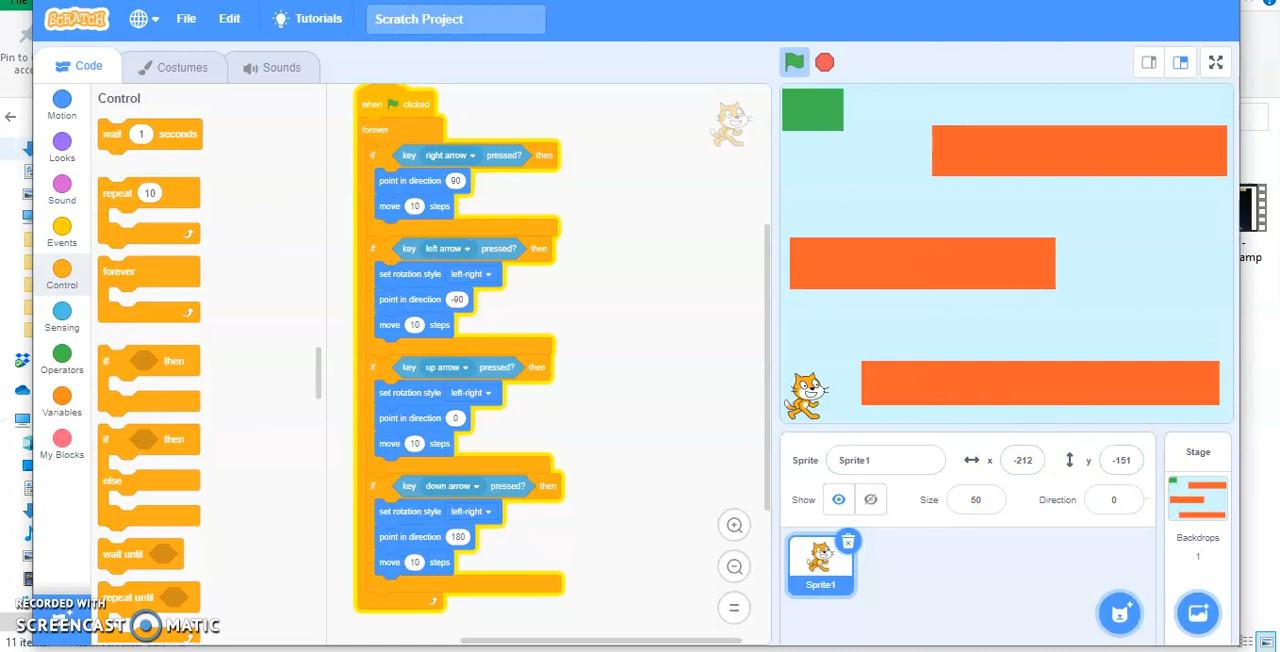 Pin to
acce
SCRATCH
File
Edit
Tutorials
Scratch Project
Code
Costumes
Sounds
Motion
Looks
Sound
Events
Control
Sensing
Operators
Variables
My Blocks
Control
wait 1 seconds
repeat 10
forever
if then
if then
else
wait until
repeat until
when clicked
forever
if key right arrow pressed? then
point in direction 90
move 10 steps
if key left arrow pressed? then
set rotation style left-right
point in direction -90
move 10 steps
if key up arrow pressed? then
set rotation style left-right
point in direction 0
move 10 steps
if key down arrow pressed? then
set rotation style left-right
point in direction 180
move 10 steps
Sprite Sprite1 x -212 y -151
Show Size 50 Direction 0
Sprite1
Stage
Backdrops
1
amp
RECORDED WITH
SCREENCAST MATIC
11 items